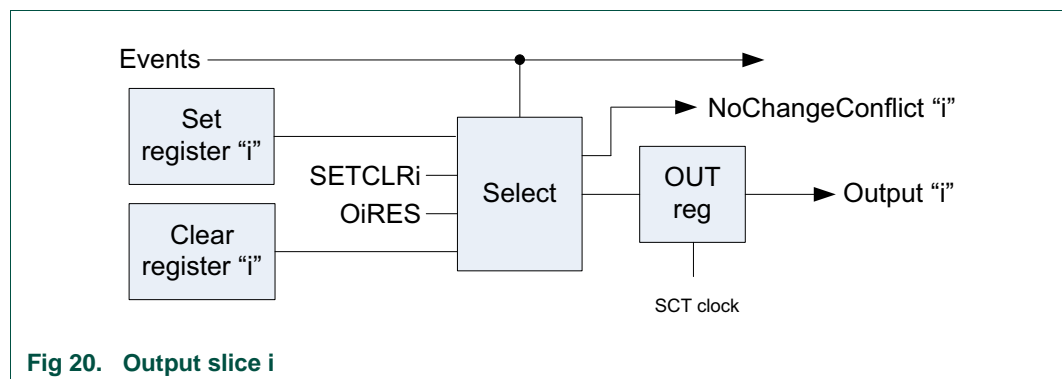 Events
Set
register “i”
NoChangeConflict “i”
SETCLRi
OiRES
Select
OUT
reg
Output “i”
Clear
register “i”
SCT clock
Fig 20. Output slice i